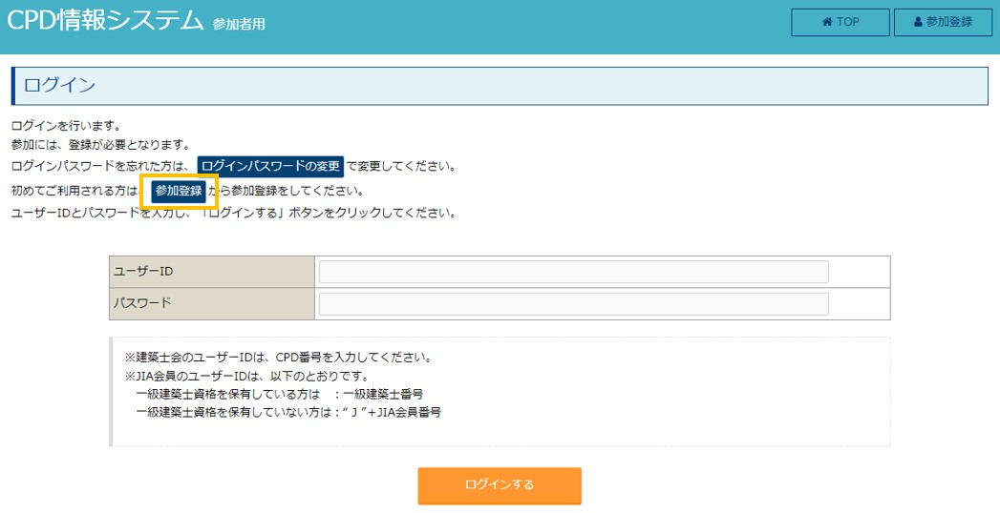 CPD情報システム 参加者用
TOP
参加登録
ログイン
ログインを行います。
参加には、登録が必要となります。
ログインパスワードを忘れた方は、 ログインパスワードの変更 で変更してください。
初めてご利用される方は、 参加登録 から参加登録をしてください。
ユーザーIDとパスワードを入力し、「ログインする」ボタンをクリックしてください。
ユーザーID
パスワード
※建築士会のユーザーIDは、CPD番号を入力してください。
※JIA会員のユーザーIDは、以下のとおりです。
一級建築士資格を保有している方は ：一級建築士番号
一級建築士資格を保有していない方は：“Ｊ”+JIA会員番号
ログインする